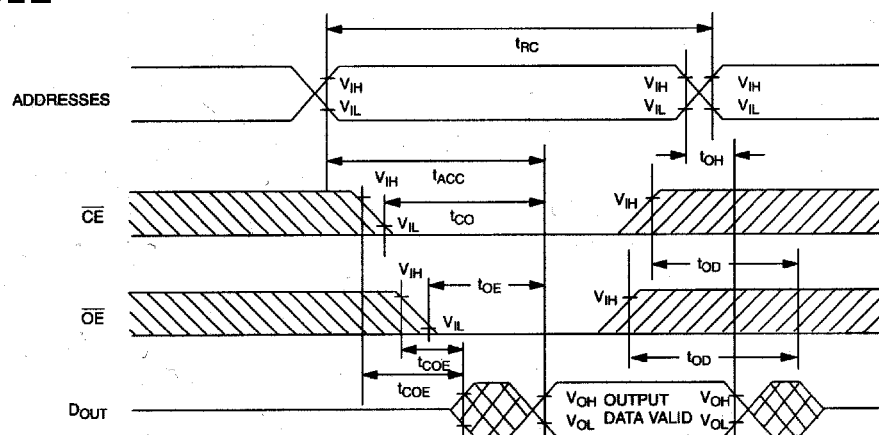 tRC
ADDRESSES
VIH VIH VIH
VIL VIL VIL
tOH
tACC
VIH
CE VIH
VIL tCO
tOD
VIH tOE
OE VIH
VIL
tCOE tOD
tCOE
DOUT VOH OUTPUT VOH
VOL DATA VALID VOL